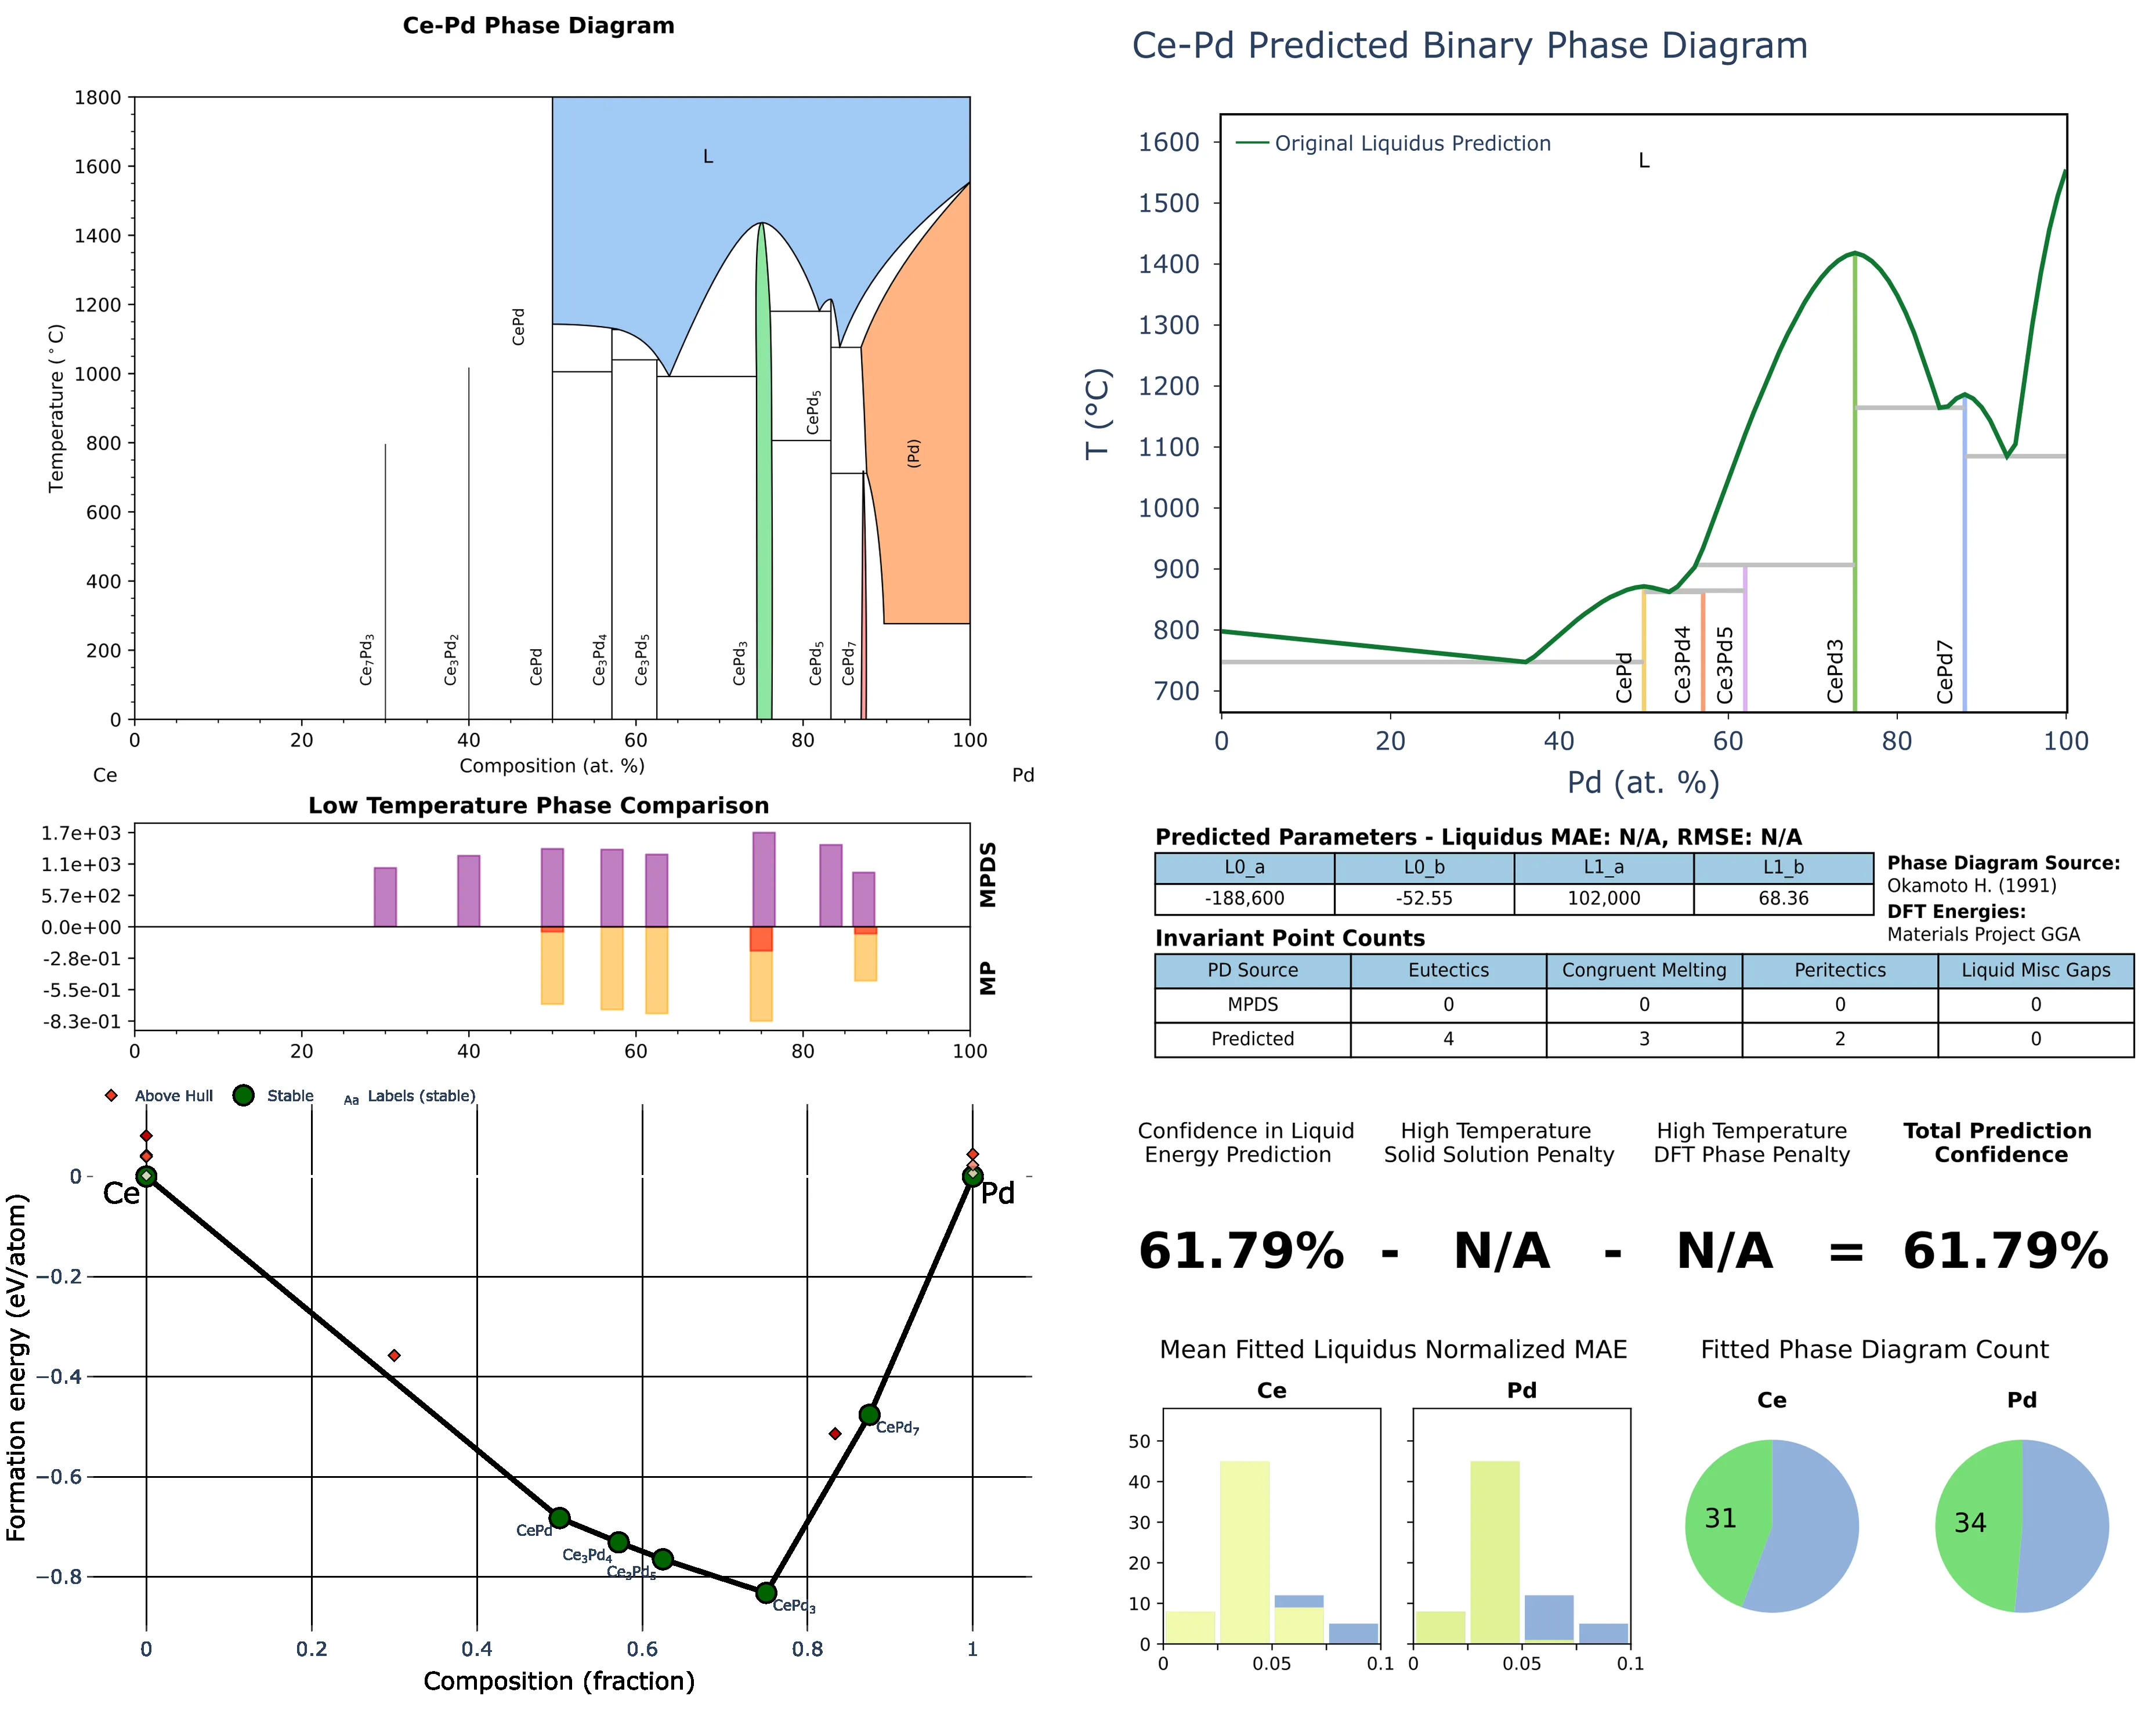 Ce-Pd Phase Diagram
1800
1600
1400
1200
1000
800
600
400
200
0
Temperature (°C)
L
CePd
CePd₅
(Pd)
Ce₇Pd₃
Ce₃Pd₂
CePd
Ce₃Pd₄
Ce₃Pd₅
CePd₃
CePd₅
CePd₇
0 20 40 60 80 100
Composition (at. %)
Ce Pd
Low Temperature Phase Comparison
1.7e+03
1.1e+03
5.7e+02
0.0e+00
-2.8e-01
-5.5e-01
-8.3e-01
MPDS
MP
0 20 40 60 80 100
Above Hull Stable Aa Labels (stable)
0
−0.2
−0.4
−0.6
−0.8
Formation energy (eV/atom)
Ce
Pd
CePd₇
CePd
Ce₃Pd₄
Ce₃Pd₅
CePd₃
0 0.2 0.4 0.6 0.8 1
Composition (fraction)
Ce-Pd Predicted Binary Phase Diagram
Original Liquidus Prediction
L
1600
1500
1400
1300
1200
1100
1000
900
800
700
T (°C)
CePd
Ce3Pd4
Ce3Pd5
CePd3
CePd7
0 20 40 60 80 100
Pd (at. %)
Predicted Parameters - Liquidus MAE: N/A, RMSE: N/A
L0_a L0_b L1_a L1_b
-188,600 -52.55 102,000 68.36
Phase Diagram Source:
Okamoto H. (1991)
DFT Energies:
Materials Project GGA
Invariant Point Counts
PD Source Eutectics Congruent Melting Peritectics Liquid Misc Gaps
MPDS 0 0 0 0
Predicted 4 3 2 0
Confidence in Liquid Energy Prediction
High Temperature Solid Solution Penalty
High Temperature DFT Phase Penalty
Total Prediction Confidence
61.79% - N/A - N/A = 61.79%
Mean Fitted Liquidus Normalized MAE
Ce Pd
50
40
30
20
10
0
0 0.05 0.1 0 0.05 0.1
Fitted Phase Diagram Count
Ce Pd
31 34